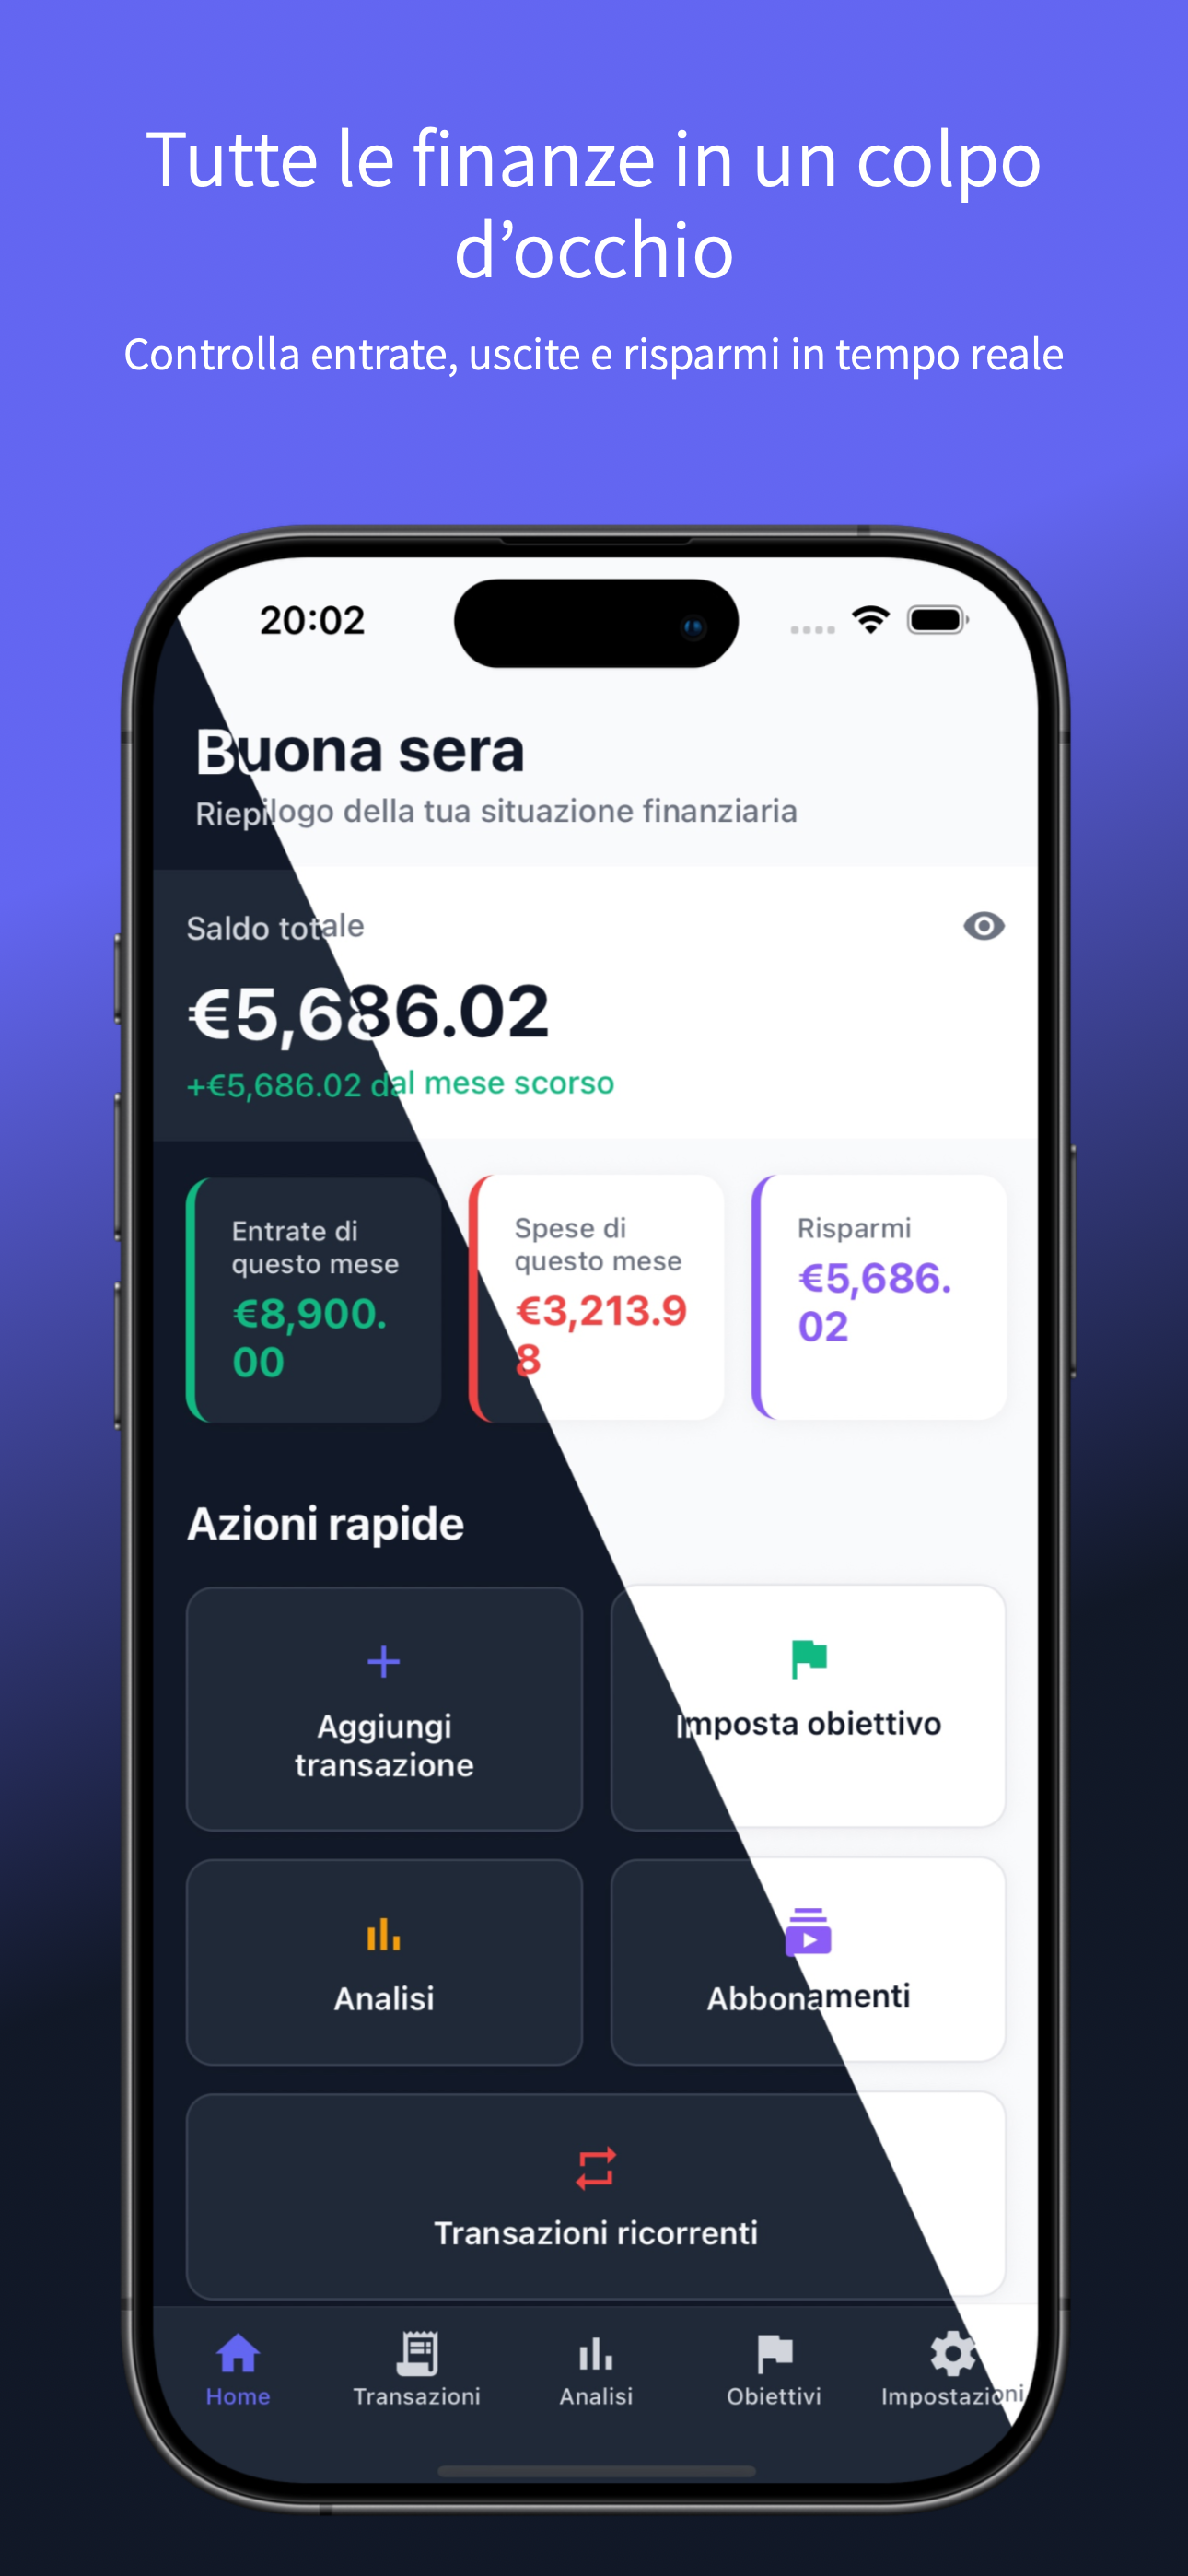 Tutte le finanze in un colpo
d’occhio
Controlla entrate, uscite e risparmi in tempo reale
20:02
Buona sera
Riepilogo della tua situazione finanziaria
Saldo totale
€5,686.02
+€5,686.02 dal mese scorso
Entrate di
questo mese
€8,900.
00
Spese di
questo mese
€3,213.9
8
Risparmi
€5,686.
02
Azioni rapide
Aggiungi
transazione
Imposta obiettivo
Analisi
Abbonamenti
Transazioni ricorrenti
Home
Transazioni
Analisi
Obiettivi
Impostazioni